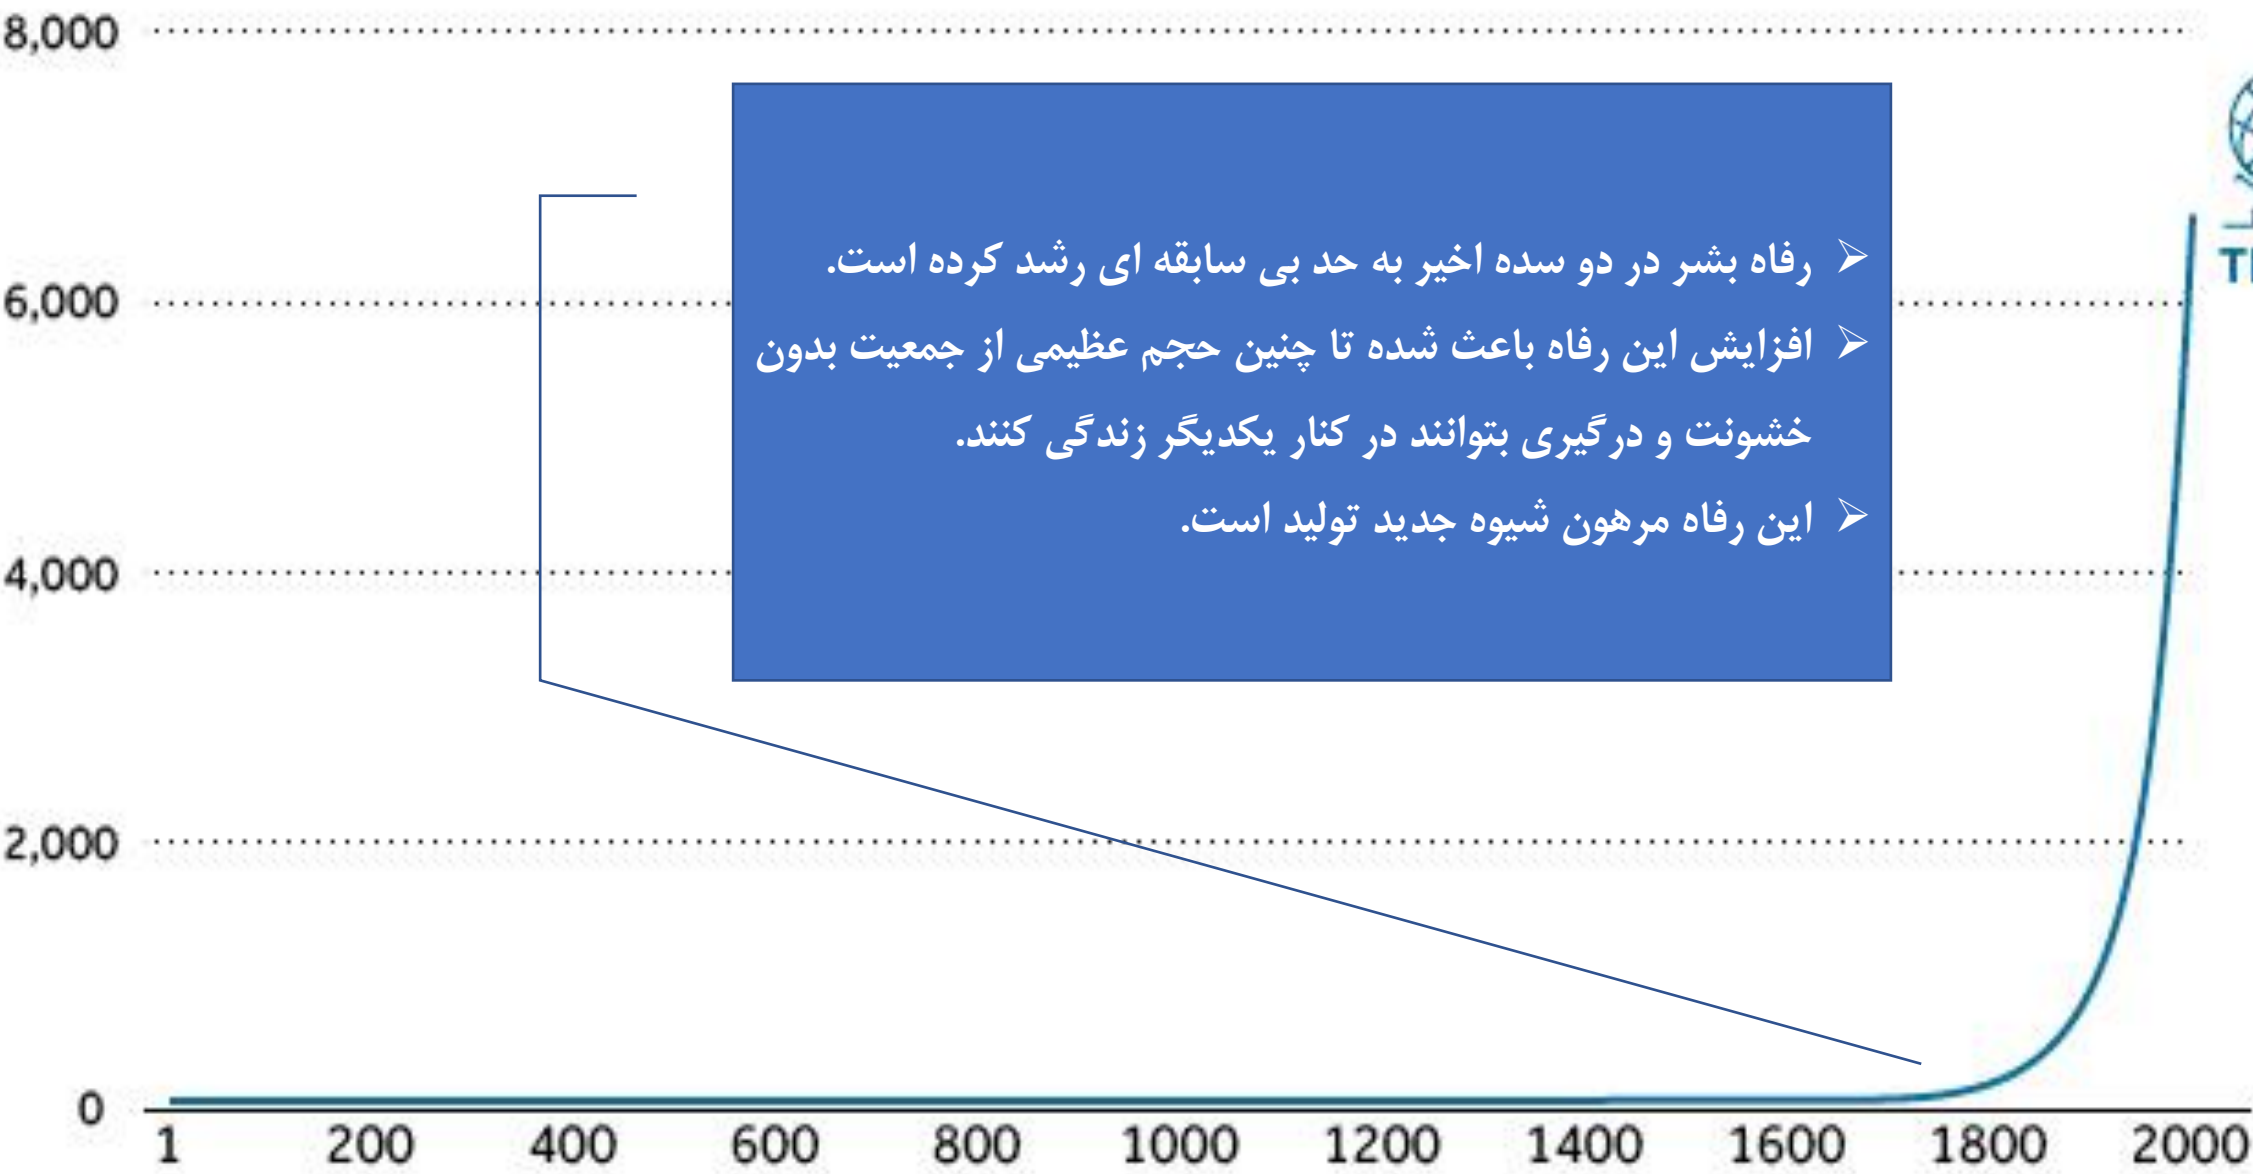 8,000
➢ رفاه بشر در دو سده اخیر به حد بی سابقه ای رشد کرده است.
6,000
➢ افزایش این رفاه باعث شده تا چنین حجم عظیمی از جمعیت بدون
خشونت و درگیری بتوانند در کنار یکدیگر زندگی کنند.
➢ این رفاه مرهون شیوه جدید تولید است.
4,000
2,000
0
1 200 400 600 800 1000 1200 1400 1600 1800 2000